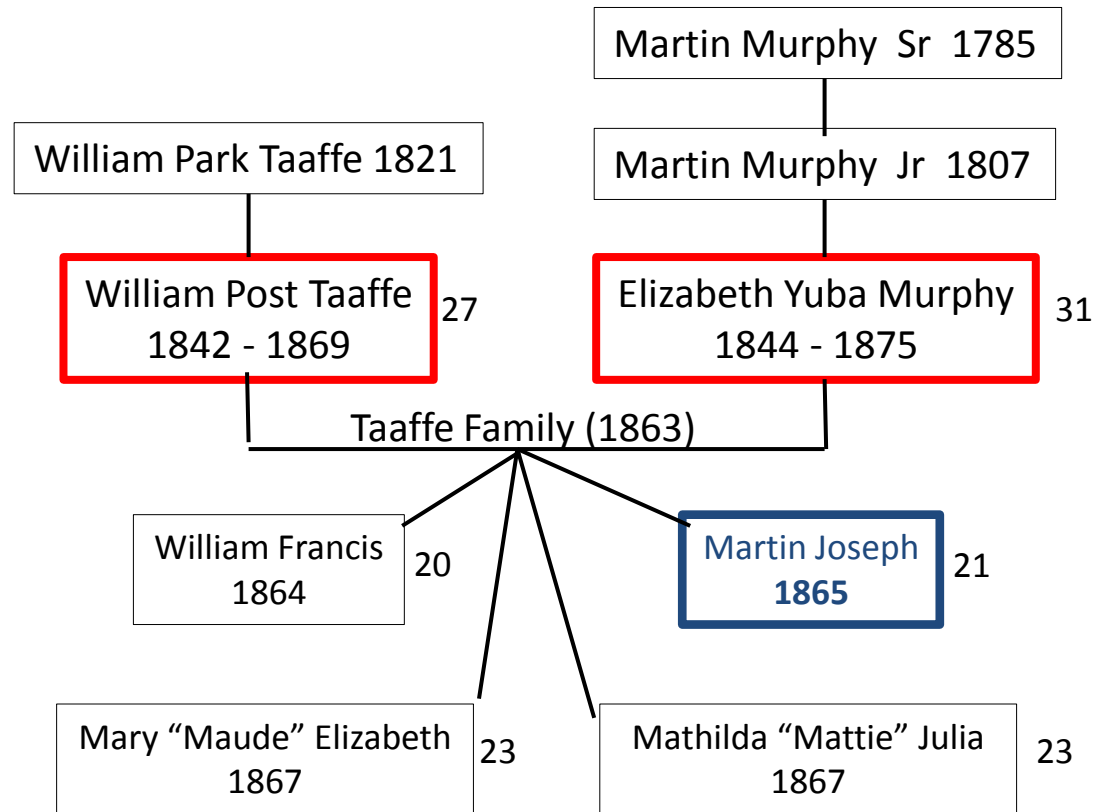 Martin Murphy Sr 1785
William Park Taaffe 1821
Martin Murphy Jr 1807
William Post Taaffe
1842 - 1869
27
Elizabeth Yuba Murphy
1844 - 1875
31
Taaffe Family (1863)
William Francis
1864
20
Martin Joseph
1865
21
Mary “Maude” Elizabeth
1867
23
Mathilda “Mattie” Julia
1867
23